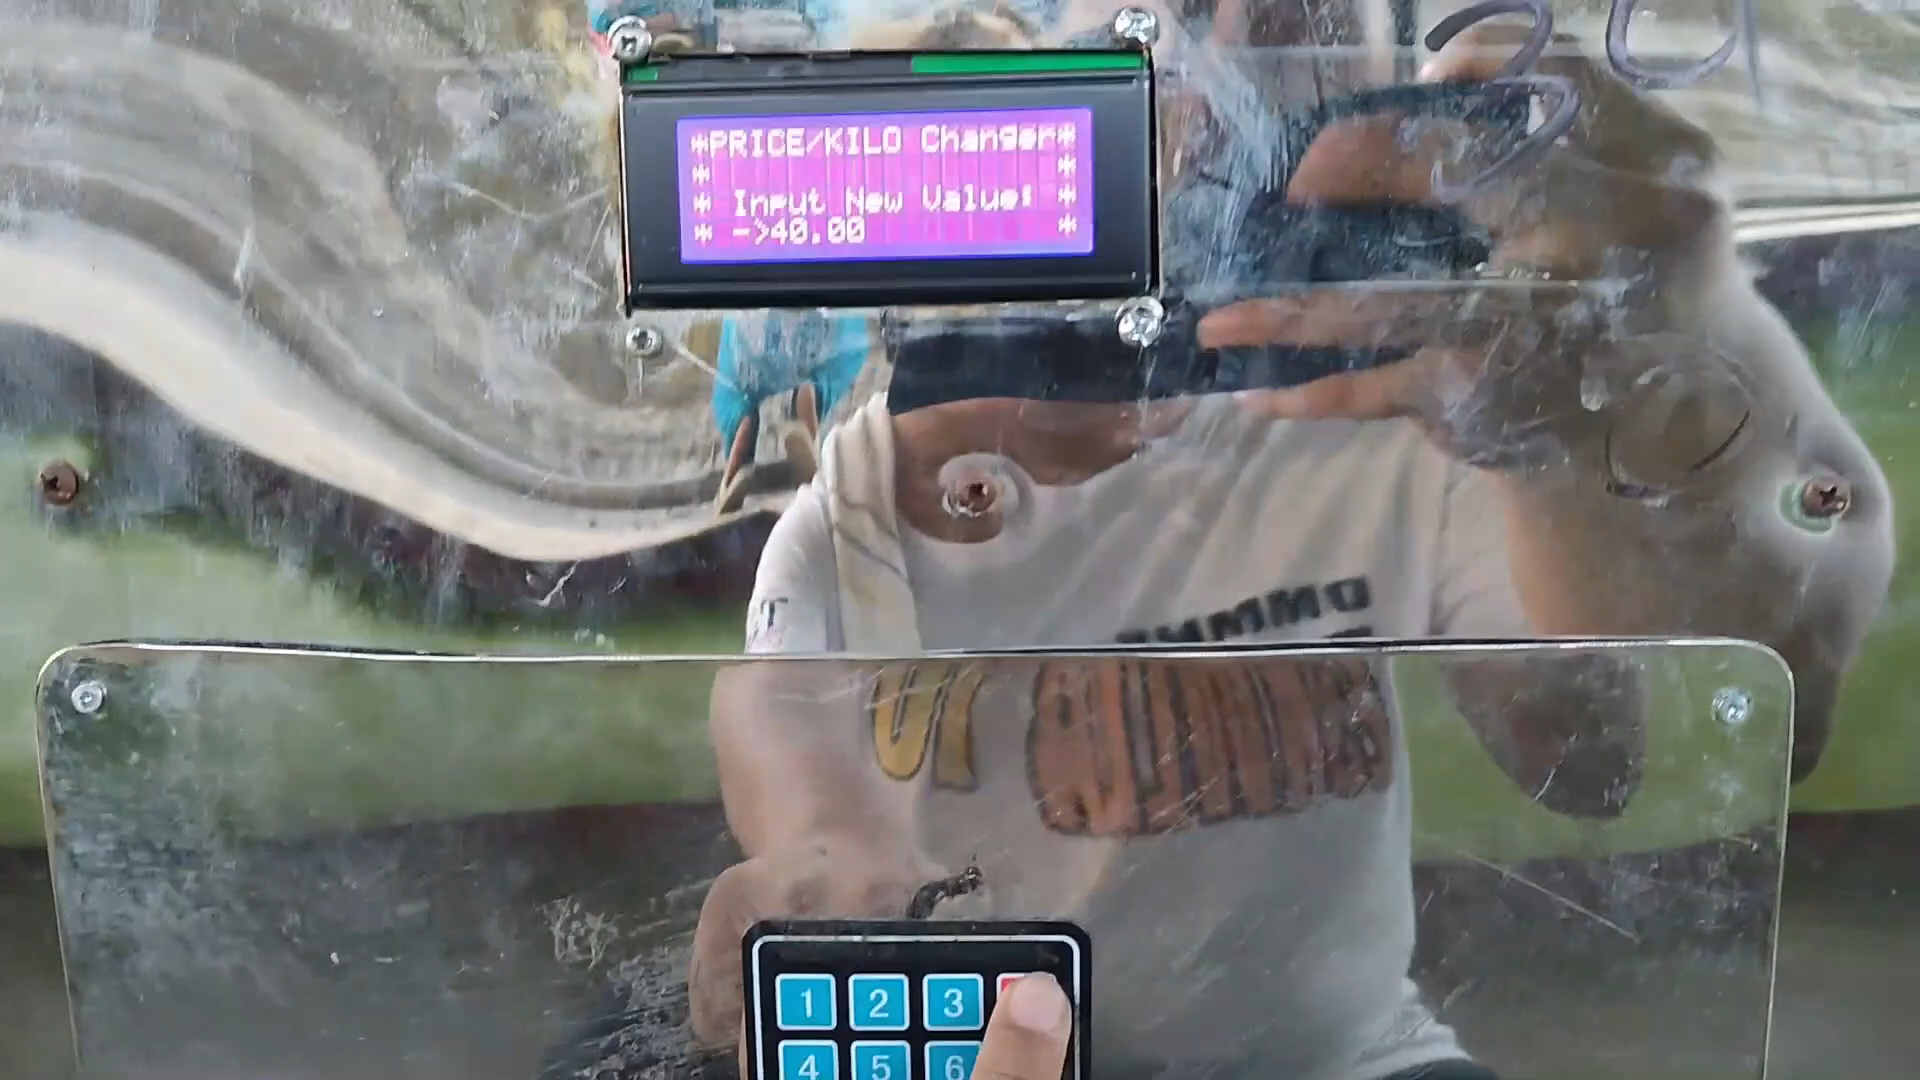 *PRICE/KILO Changer*
* *
* Input New Value: *
* ->40.00 *
1 2 3
4 5 6